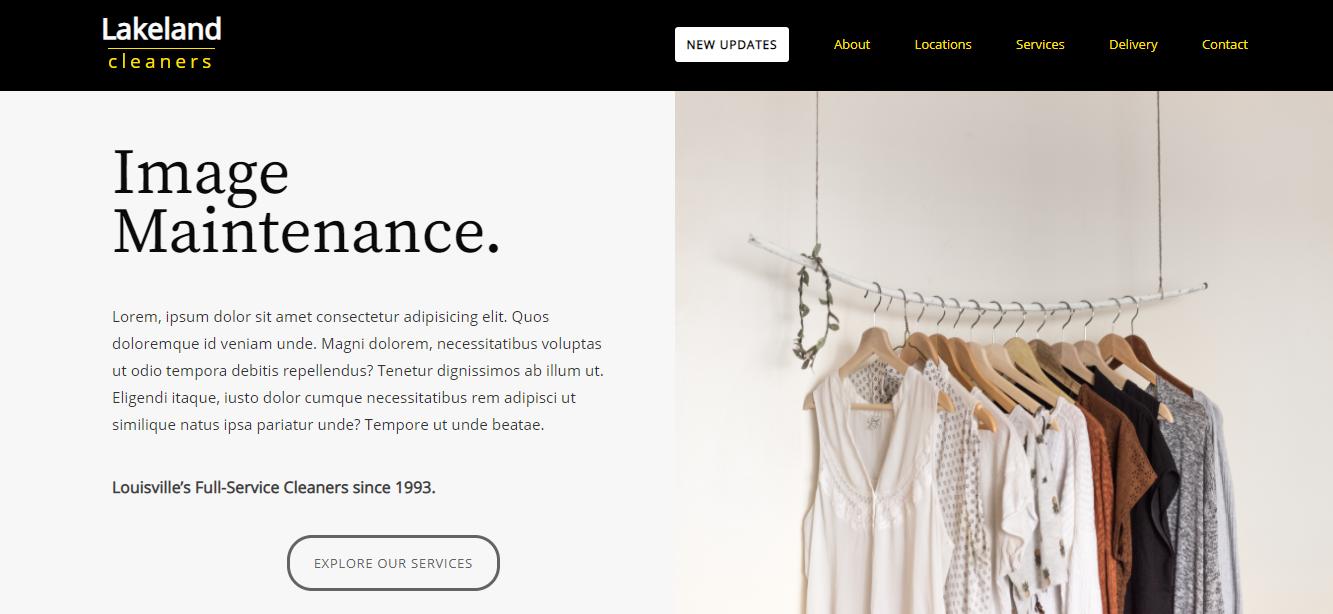 Lakeland
cleaners
NEW UPDATES
About
Locations
Services
Delivery
Contact
Image
Maintenance.
Lorem, ipsum dolor sit amet consectetur adipisicing elit. Quos
doloremque id veniam unde. Magni dolorem, necessitatibus voluptas
ut odio tempora debitis repellendus? Tenetur dignissimos ab illum ut.
Eligendi itaque, iusto dolor cumque necessitatibus rem adipisci ut
similique natus ipsa pariatur unde? Tempore ut unde beatae.
Louisville’s Full-Service Cleaners since 1993.
EXPLORE OUR SERVICES